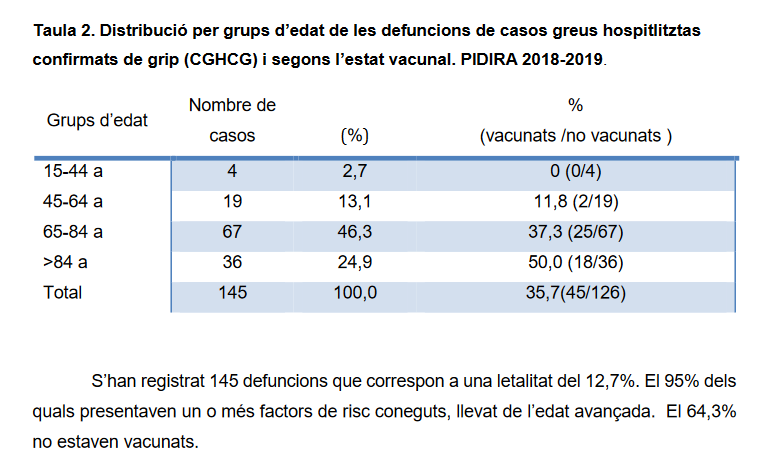 Taula 2. Distribució per grups d’edat de les defuncions de casos greus hospitlitztas
confirmats de grip (CGHCG) i segons l’estat vacunal. PIDIRA 2018-2019.
Grups d’edat Nombre de casos (%) % (vacunats /no vacunats )
15-44 a 4 2,7 0 (0/4)
45-64 a 19 13,1 11,8 (2/19)
65-84 a 67 46,3 37,3 (25/67)
>84 a 36 24,9 50,0 (18/36)
Total 145 100,0 35,7(45/126)
S’han registrat 145 defuncions que correspon a una letalitat del 12,7%. El 95% dels
quals presentaven un o més factors de risc coneguts, llevat de l’edat avançada. El 64,3%
no estaven vacunats.